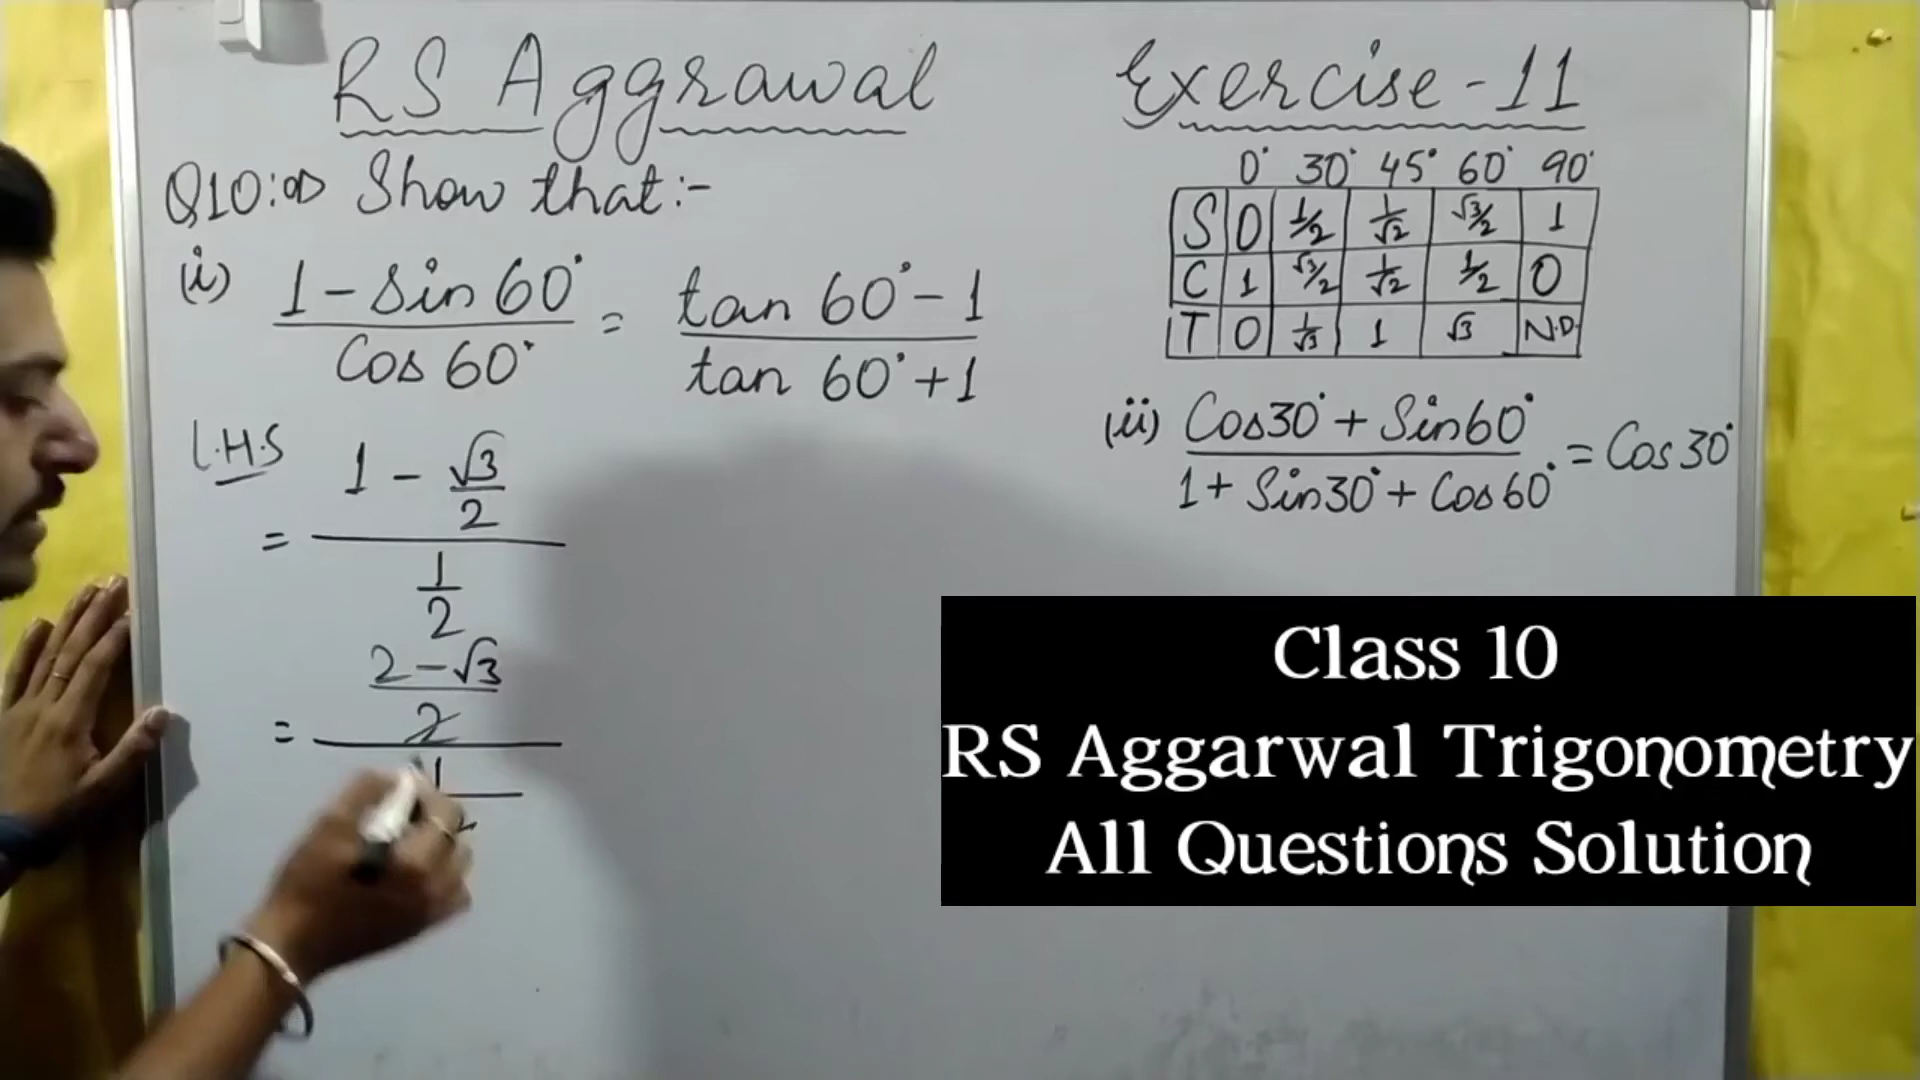 RS Aggrawal
Exercise-11
Q10:⇒ Show that:-
(i) 1 - sin 60° / Cos 60° = tan 60° - 1 / tan 60° + 1
0° 30° 45° 60° 90°
S 0 1/2 1/√2 √3/2 1
C 1 √3/2 1/√2 1/2 0
T 0 1/√3 1 √3 N.D.
(ii) Cos30° + Sin60° / 1 + Sin30° + Cos60° = Cos30°
L.H.S
= 1 - √3/2
1/2
= 2 - √3
2
1
Class 10
RS Aggarwal Trigonometry
All Questions Solution